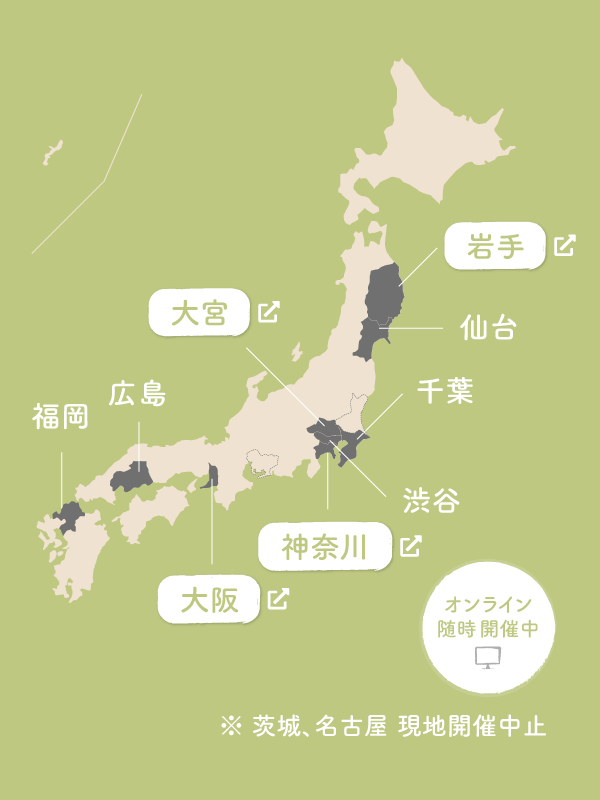 岩手
大宮
仙台
千葉
広島
福岡
渋谷
神奈川
大阪
オンライン
随時開催中
※ 茨城、名古屋 現地開催中止